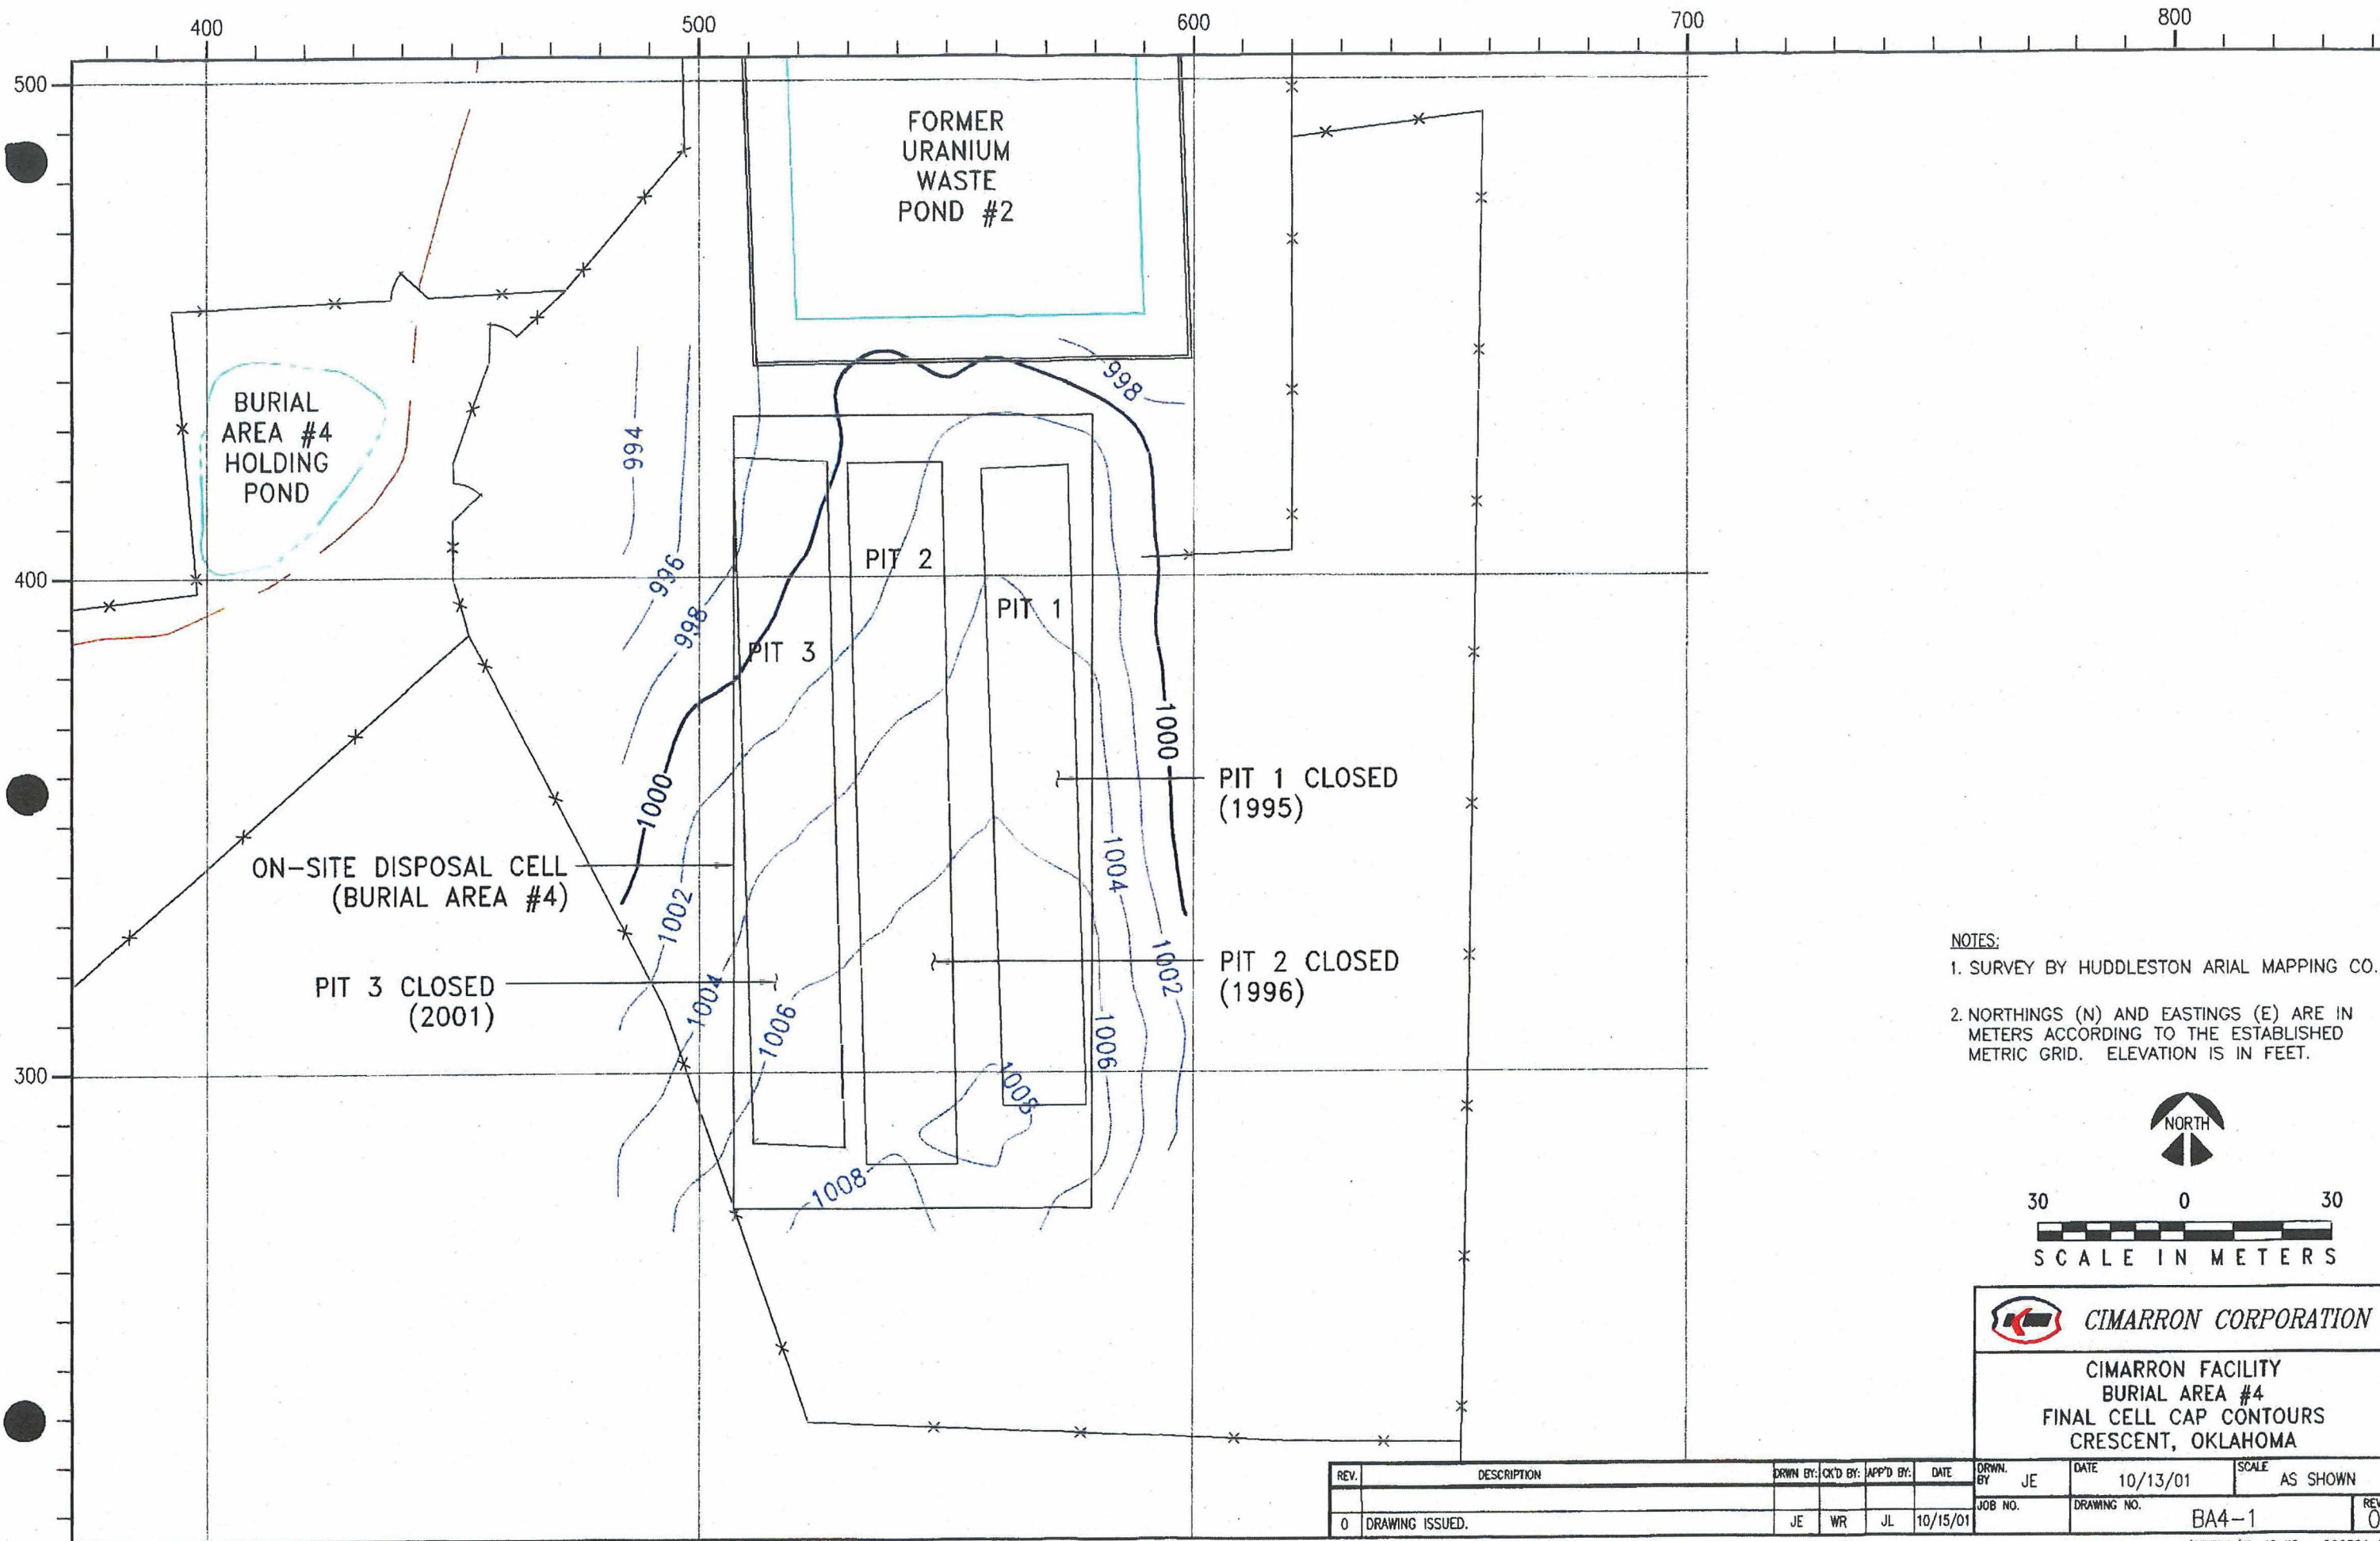 400
500
600
700
800
500
400
300
FORMER
URANIUM
WASTE
POND #2
BURIAL
AREA #4
HOLDING
POND
994
996
998
998
1000
1000
1002
1004
1006
1008
1008
1004
1002
1006
PIT 2
PIT 1
PIT 3
PIT 1 CLOSED
(1995)
ON-SITE DISPOSAL CELL
(BURIAL AREA #4)
PIT 2 CLOSED
(1996)
PIT 3 CLOSED
(2001)
NOTES:
1. SURVEY BY HUDDLESTON ARIAL MAPPING CO.
2. NORTHINGS (N) AND EASTINGS (E) ARE IN
METERS ACCORDING TO THE ESTABLISHED
METRIC GRID. ELEVATION IS IN FEET.
NORTH
30 0 30
SCALE IN METERS
CIMARRON CORPORATION
CIMARRON FACILITY
BURIAL AREA #4
FINAL CELL CAP CONTOURS
CRESCENT, OKLAHOMA
REV. DESCRIPTION DRWN BY: CK'D BY: APP'D BY: DATE
0 DRAWING ISSUED. JE WR JL 10/15/01
DRWN. BY JE DATE 10/13/01 SCALE AS SHOWN
JOB NO. DRAWING NO. BA4-1 REV 0